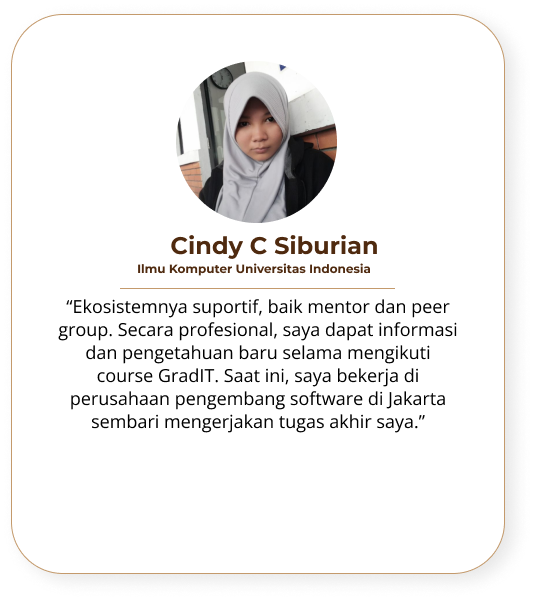 Cindy C Siburian
Ilmu Komputer Universitas Indonesia
“Ekosistemnya suportif, baik mentor dan peer
group. Secara profesional, saya dapat informasi
dan pengetahuan baru selama mengikuti
course GradIT. Saat ini, saya bekerja di
perusahaan pengembang software di Jakarta
sembari mengerjakan tugas akhir saya.”